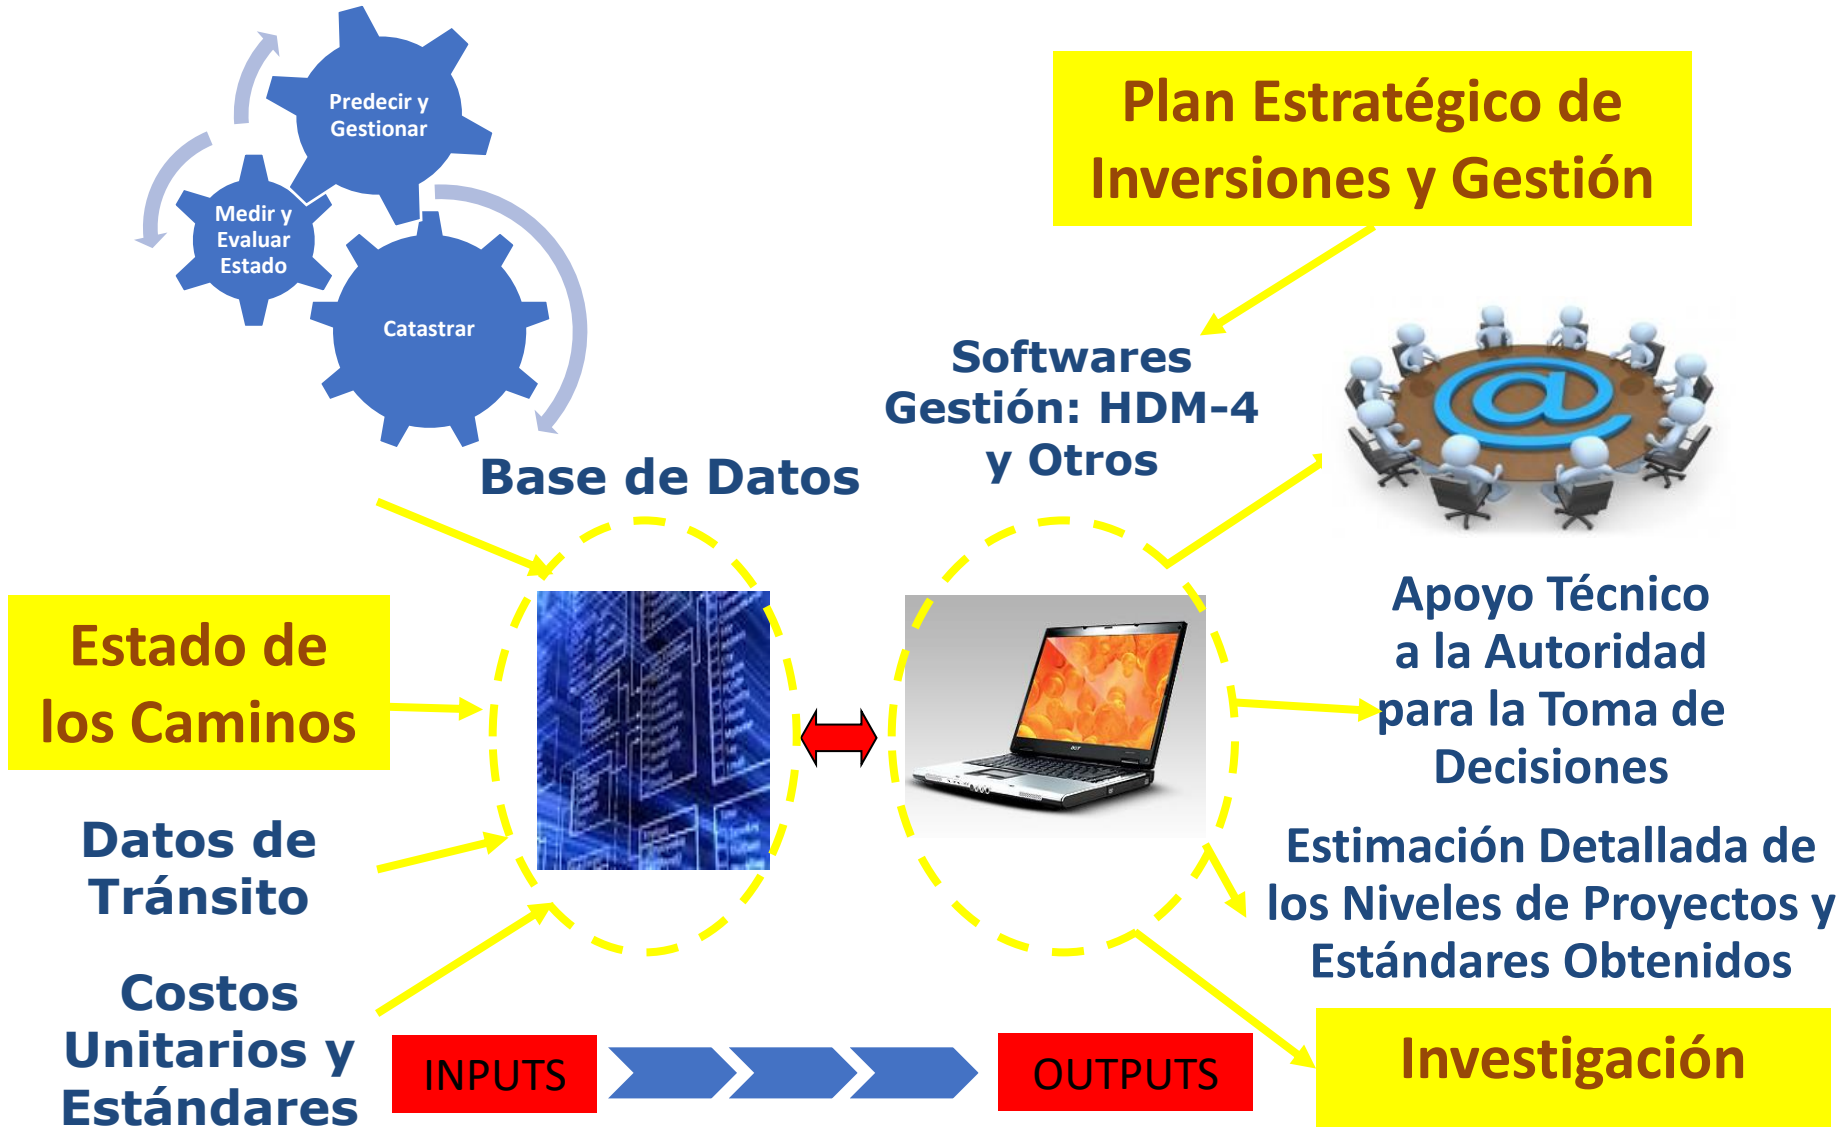 Predecir y
Gestionar
Medir y
Evaluar
Estado
Catastrar
Plan Estratégico de
Inversiones y Gestión
Softwares
Gestión: HDM-4
y Otros
Base de Datos
Estado de
los Caminos
Datos de
Tránsito
Costos
Unitarios y
Estándares
Apoyo Técnico
a la Autoridad
para la Toma de
Decisiones
Estimación Detallada de
los Niveles de Proyectos y
Estándares Obtenidos
Investigación
INPUTS
OUTPUTS
@